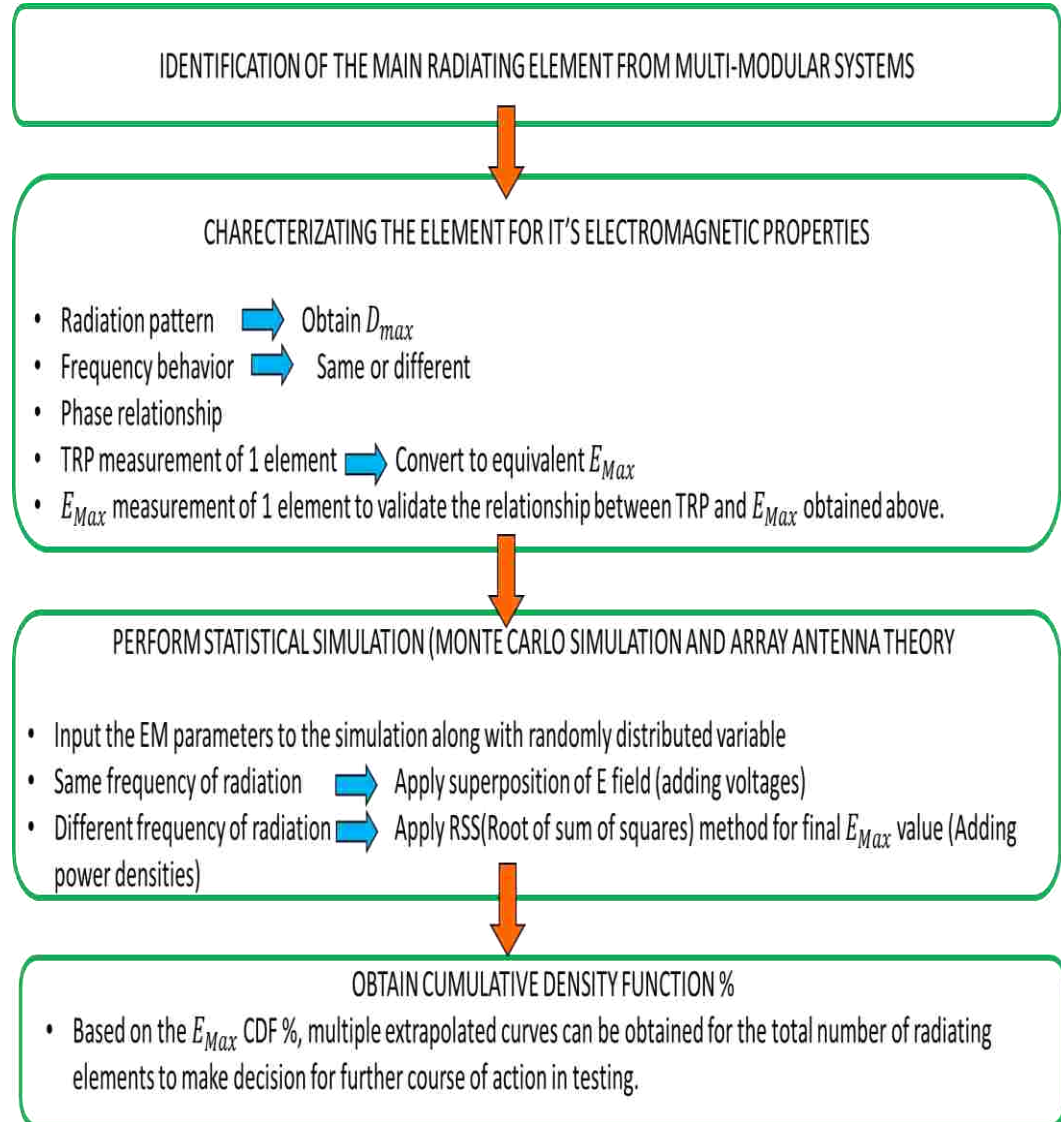 IDENTIFICATION OF THE MAIN RADIATING ELEMENT FROM MULTI-MODULAR SYSTEMS
CHARECTERIZATING THE ELEMENT FOR IT'S ELECTROMAGNETIC PROPERTIES
• Radiation pattern Obtain D_max
• Frequency behavior Same or different
• Phase relationship
• TRP measurement of 1 element Convert to equivalent E_Max
• E_Max measurement of 1 element to validate the relationship between TRP and E_Max obtained above.
PERFORM STATISTICAL SIMULATION (MONTE CARLO SIMULATION AND ARRAY ANTENNA THEORY
• Input the EM parameters to the simulation along with randomly distributed variable
• Same frequency of radiation Apply superposition of E field (adding voltages)
• Different frequency of radiation Apply RSS(Root of sum of squares) method for final E_Max value (Adding
power densities)
OBTAIN CUMULATIVE DENSITY FUNCTION %
• Based on the E_Max CDF %, multiple extrapolated curves can be obtained for the total number of radiating
elements to make decision for further course of action in testing.